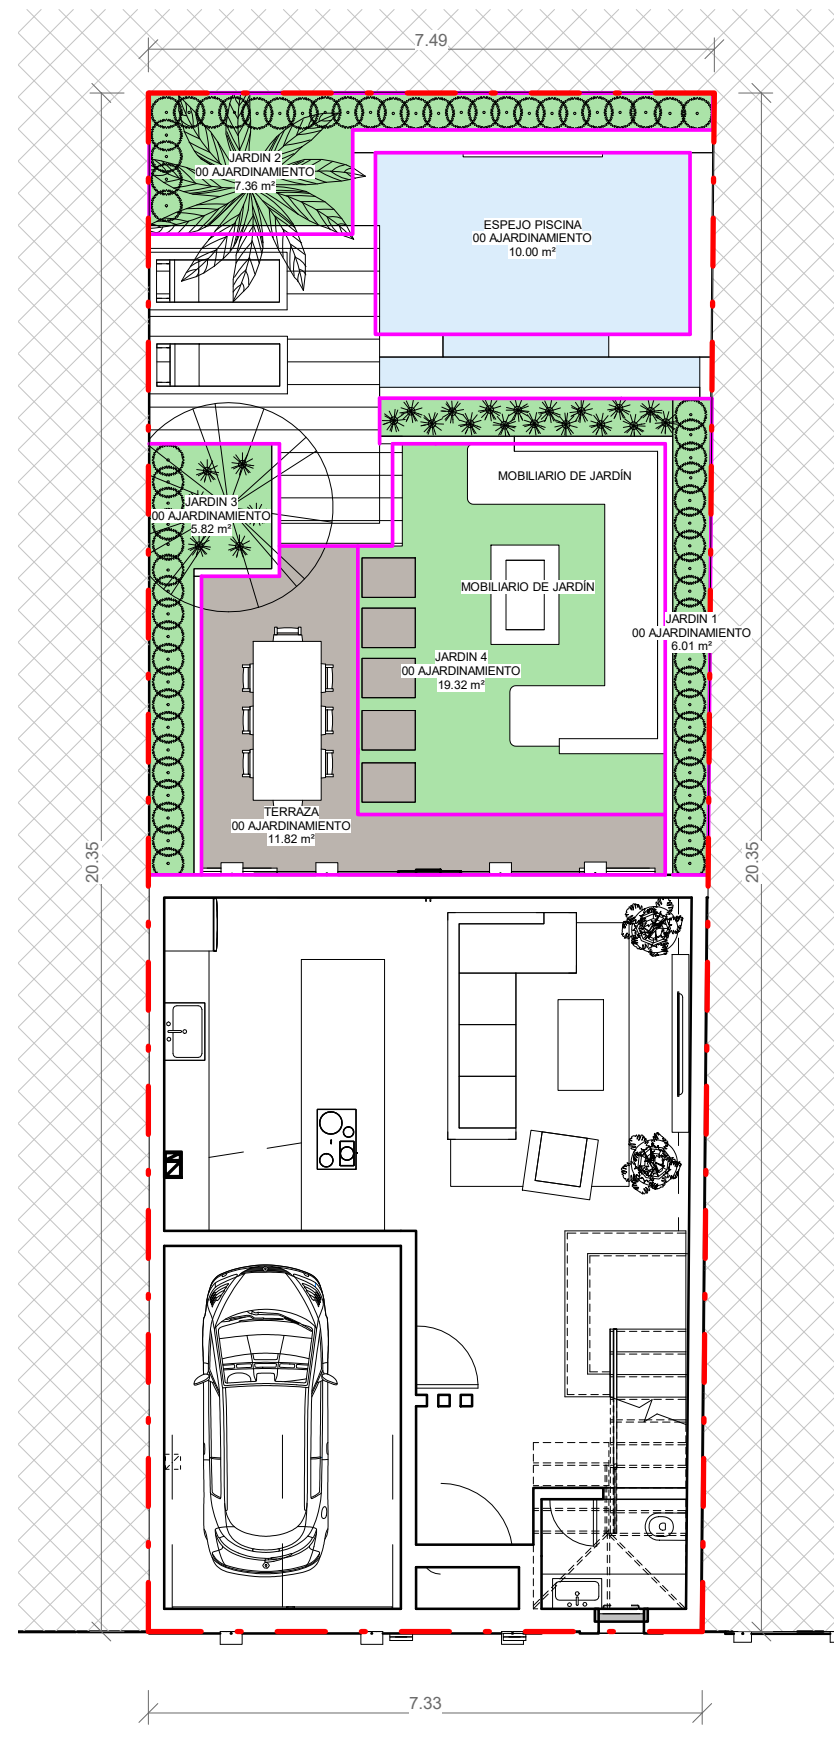 7.49
JARDIN 2
00 AJARDINAMIENTO
7.36 m²
ESPEJO PISCINA
00 AJARDINAMIENTO
10.00 m²
MOBILIARIO DE JARDÍN
JARDIN 3
00 AJARDINAMIENTO
5.82 m²
MOBILIARIO DE JARDÍN
JARDIN 1
00 AJARDINAMIENTO
6.01 m²
JARDIN 4
00 AJARDINAMIENTO
19.32 m²
TERRAZA
00 AJARDINAMIENTO
11.82 m²
20.35
20.35
7.33